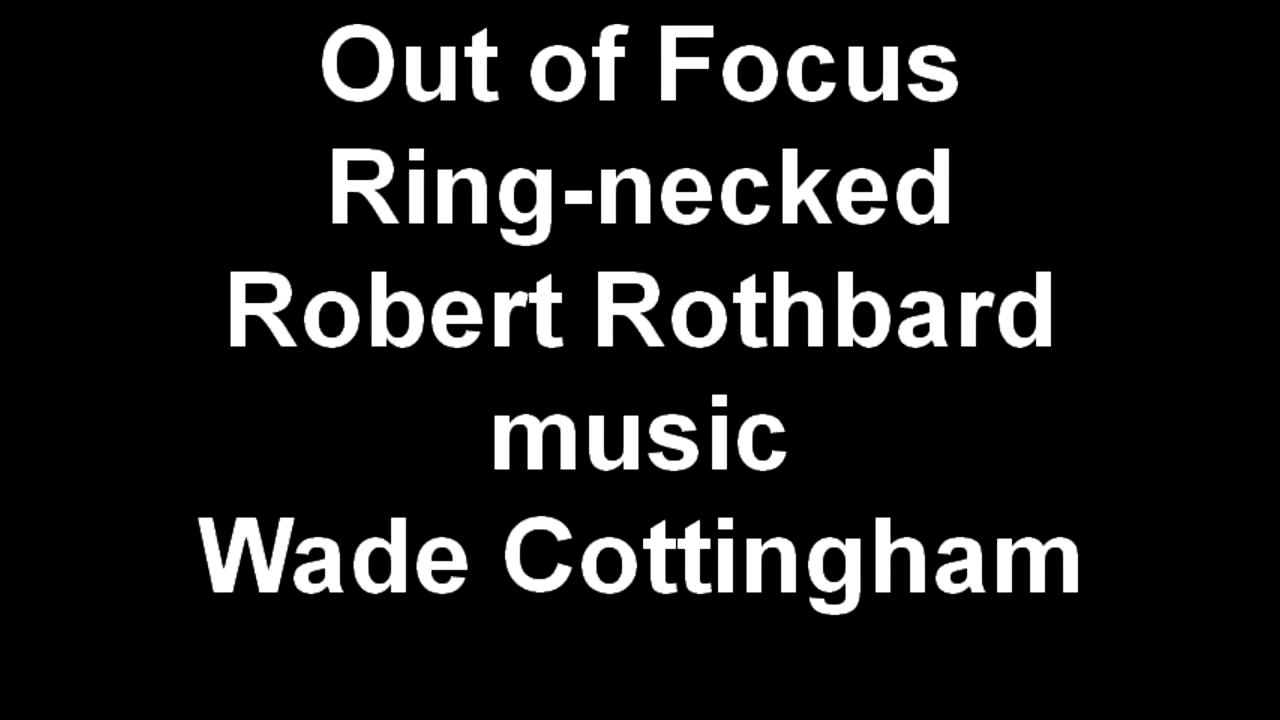 Out of Focus
Ring-necked
Robert Rothbard
music
Wade Cottingham